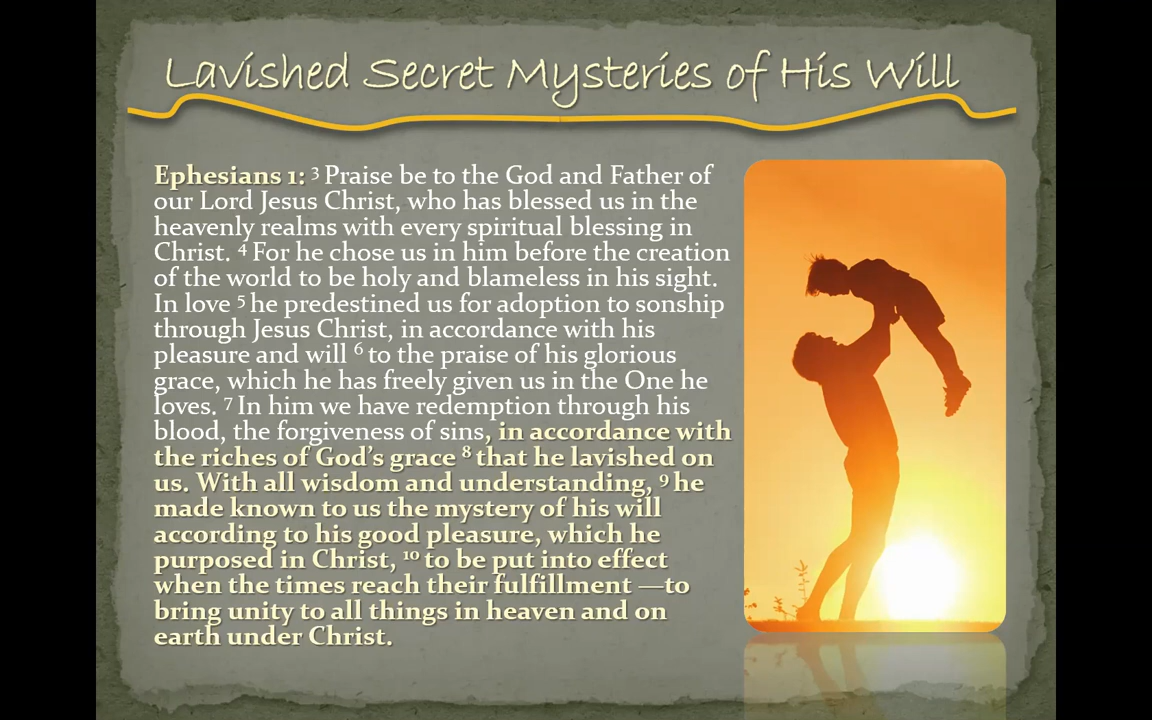 Lavished Secret Mysteries of His Will
Ephesians 1: 3 Praise be to the God and Father of
our Lord Jesus Christ, who has blessed us in the
heavenly realms with every spiritual blessing in
Christ. 4 For he chose us in him before the creation
of the world to be holy and blameless in his sight.
In love 5 he predestined us for adoption to sonship
through Jesus Christ, in accordance with his
pleasure and will 6 to the praise of his glorious
grace, which he has freely given us in the One he
loves. 7 In him we have redemption through his
blood, the forgiveness of sins, in accordance with
the riches of God’s grace 8 that he lavished on
us. With all wisdom and understanding, 9 he
made known to us the mystery of his will
according to his good pleasure, which he
purposed in Christ, 10 to be put into effect
when the times reach their fulfillment —to
bring unity to all things in heaven and on
earth under Christ.